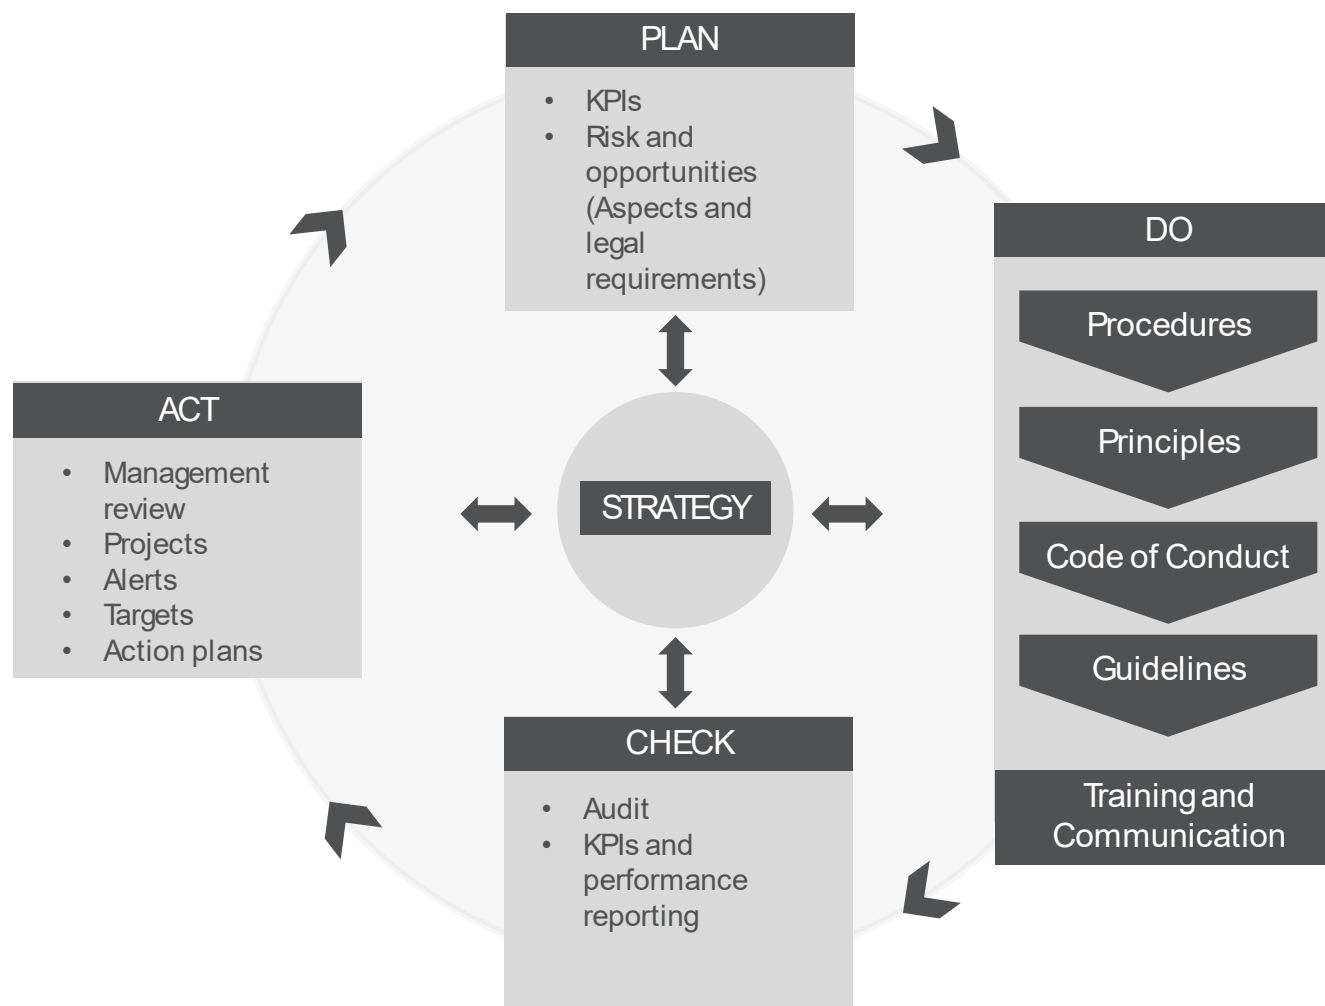 PLAN
• KPIs
• Risk and
opportunities
(Aspects and
legal
requirements)
DO
Procedures
Principles
Code of Conduct
Guidelines
Training and
Communication
ACT
• Management
review
• Projects
• Alerts
• Targets
• Action plans
STRATEGY
CHECK
• Audit
• KPIs and
performance
reporting